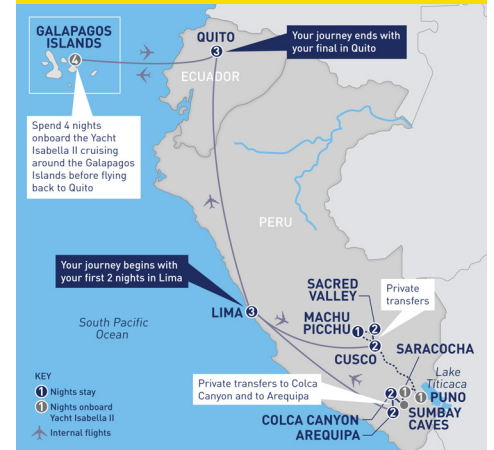 GALAPAGOS
ISLANDS
4
QUITO
3
Your journey ends with
your final in Quito
ECUADOR
Spend 4 nights
onboard the Yacht
Isabella II cruising
around the Galapagos
Islands before flying
back to Quito
PERU
Your journey begins with
your first 2 nights in Lima
LIMA
3
South Pacific
Ocean
SACRED
VALLEY
2
Private
transfers
MACHU
PICCHU
1
2
CUSCO
SARACOCHA
1
Lake
Titicaca
1
PUNO
SUMBAY
CAVES
Private transfers to Colca
Canyon and to Arequipa
2
COLCA CANYON
2
AREQUIPA
KEY
1 Nights stay
1 Nights onboard
Yacht Isabella II
Internal flights